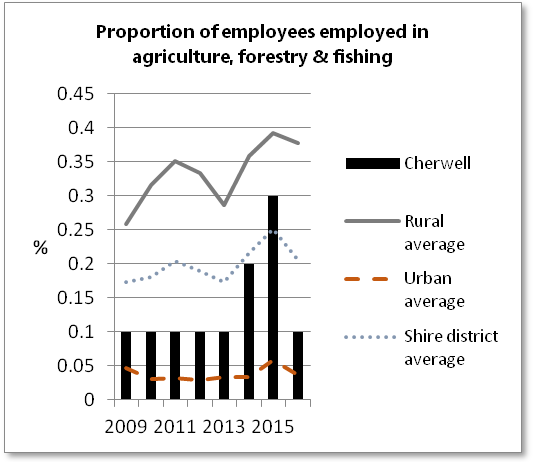 Proportion of employees employed in
agriculture, forestry & fishing
0.45
0.4
0.35
0.3
0.25
0.2
0.15
0.1
0.05
0
%
2009 2011 2013 2015
Cherwell
Rural
average
Urban
average
Shire district
average